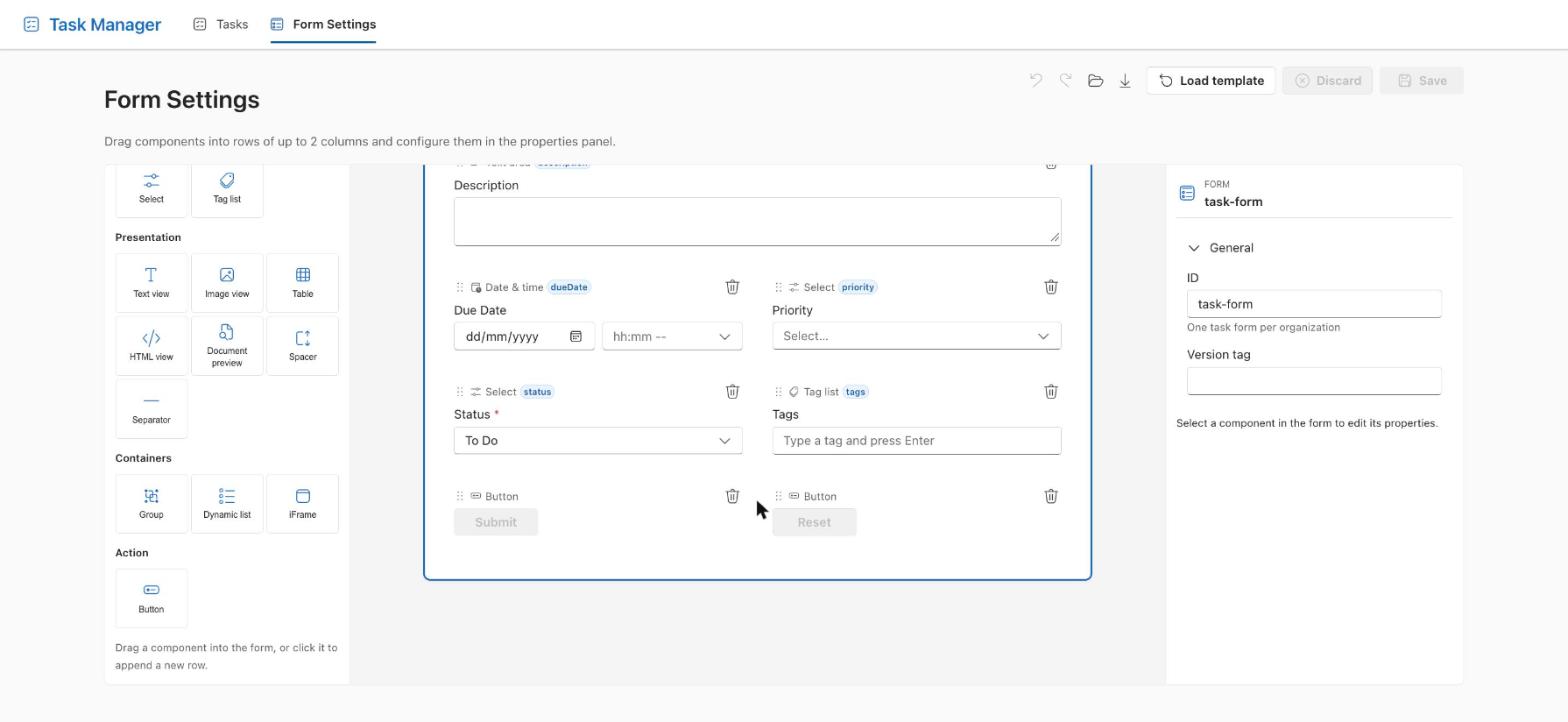 Task Manager
Tasks
Form Settings
Form Settings
Load template
Discard
Save
Drag components into rows of up to 2 columns and configure them in the properties panel.
Select
Tag list
Presentation
Text view
Image view
Table
HTML view
Document
preview
Spacer
Separator
Containers
Group
Dynamic list
iFrame
Action
Button
Drag a component into the form, or click it to
append a new row.
Description
Date & time dueDate
Select priority
Due Date
Priority
dd/mm/yyyy
hh:mm --
Select...
Select status
Tag list tags
Status *
Tags
To Do
Type a tag and press Enter
Button
Button
Submit
Reset
FORM
task-form
General
ID
task-form
One task form per organization
Version tag
Select a component in the form to edit its properties.